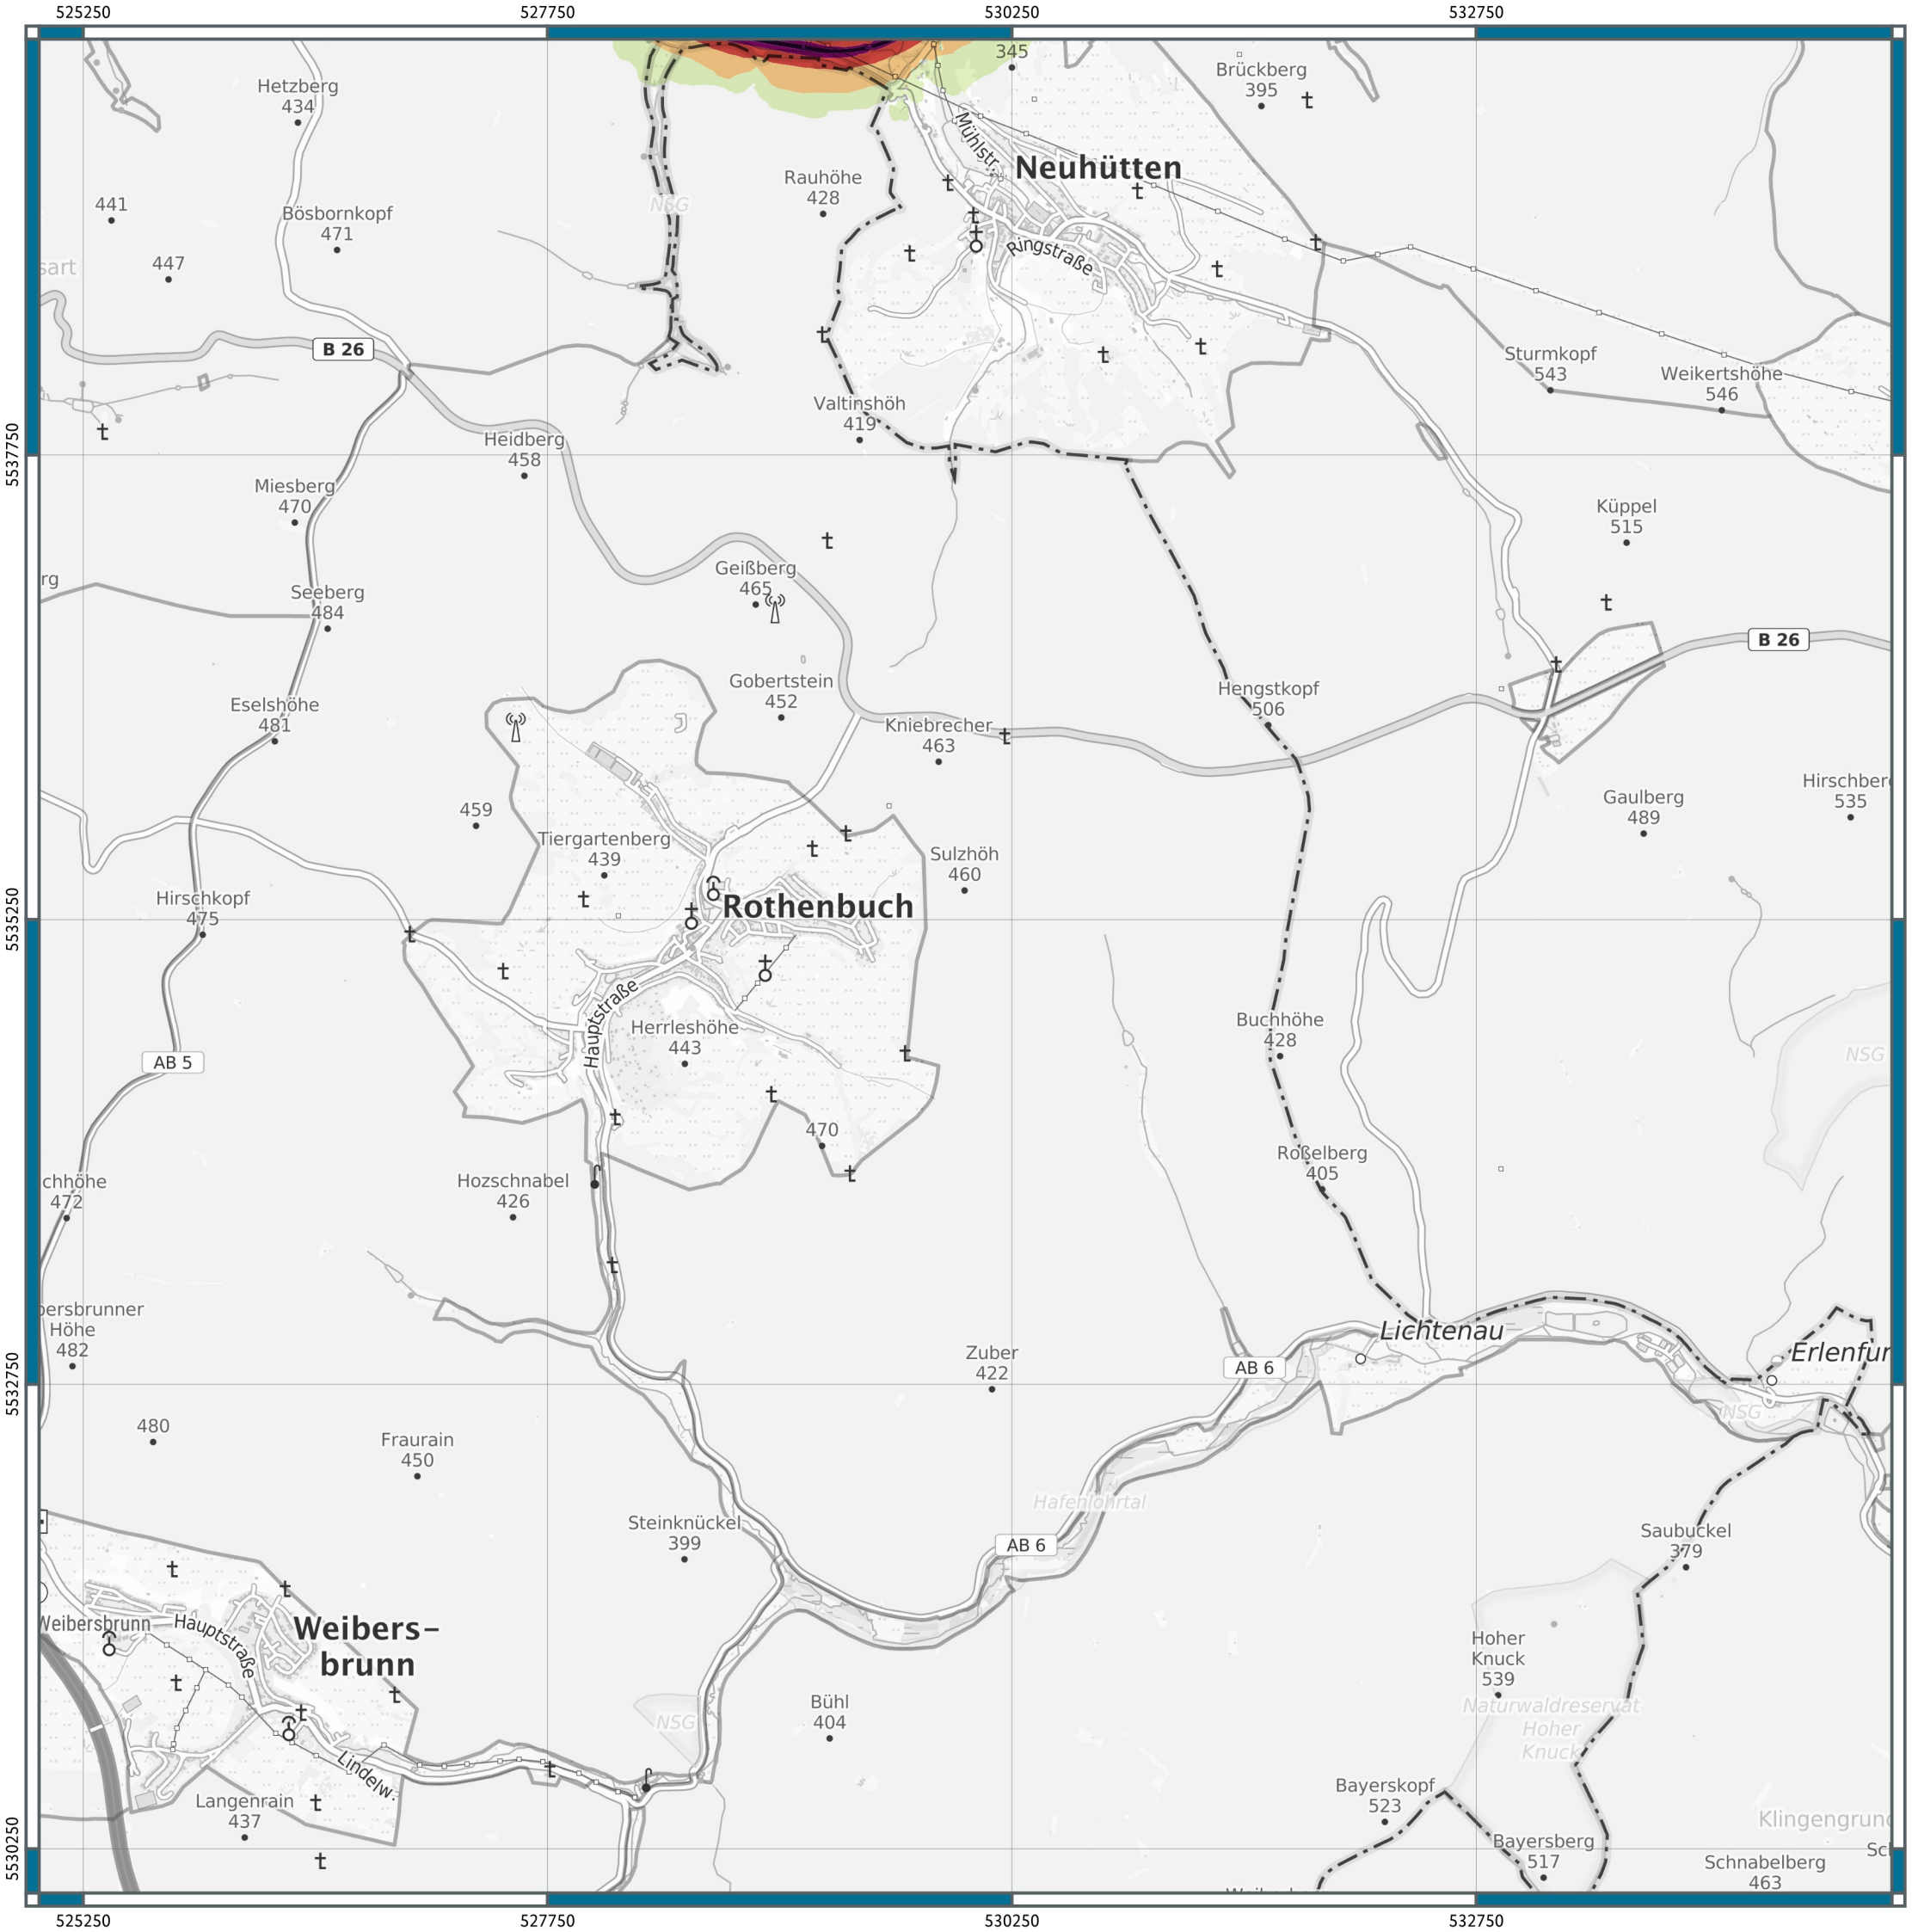 525250 527750 530250 532750
345
Hetzberg
434
Brückberg
395
Mühlstr.
Neuhütten
Rauhöhe
428
NSG
441
Bösbornkopf
471
447
sart
Ringstraße
B 26
Sturmkopf
543
Weikertshöhe
546
Valtinshöh
419
5537750
Heidberg
458
Miesberg
470
Küppel
515
Geißberg
465
rg
Seeberg
484
B 26
Gobertstein
452
Hengstkopf
506
Eselshöhe
481
Kniebrecher
463
Hirschberg
535
Gaulberg
489
459
Tiergartenberg
439
Sulzhöh
460
Hirschkopf
475
Rothenbuch
5535250
Hauptstraße
Herrleshöhe
443
Buchhöhe
428
AB 5
NSG
470
Roßelberg
405
Hozschnabel
426
chhöhe
472
bersbrunner
Höhe
482
Lichtenau
Erlenfur
Zuber
422
AB 6
5532750
NSG
480
Fraurain
450
Hafenlohrtal
Steinknückel
399
AB 6
Saubuckel
379
Weibersbrunn
Hauptstraße
Weibers-
brunn
Hoher
Knuck
539
Naturwaldreservat
Hoher
Knuck
NSG
Bühl
404
Lindelw.
Langenrain
437
Bayerskopf
523
Klingengrund
5530250
Bayersberg
517
Schnabelberg
463
Sch
525250 527750 530250 532750